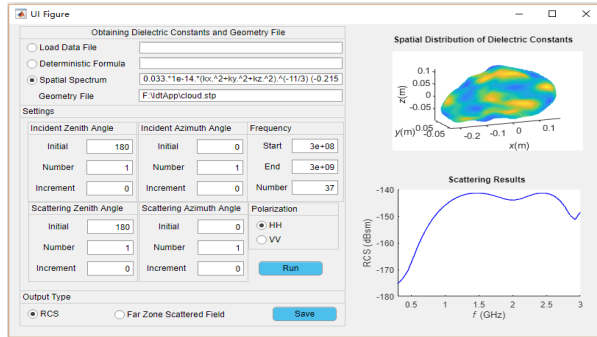 UI Figure
Obtaining Dielectric Constants and Geometry File
Load Data File
Deterministic Formula
Spatial Spectrum 0.033.*1e-14.*(kx.^2+ky.^2+kz.^2).^(-11/3) (-0.215
Geometry File F:\IdtApp\cloud.stp
Settings
Incident Zenith Angle Incident Azimuth Angle Frequency
Initial 180 Initial 0 Start 3e+08
Number 1 Number 1 End 3e+09
Increment 0 Increment 0 Number 37
Scattering Zenith Angle Scattering Azimuth Angle Polarization
Initial 180 Initial 0 HH
Number 1 Number 1 VV
Increment 0 Increment 0 Run
Output Type
RCS Far Zone Scattered Field Save
Spatial Distribution of Dielectric Constants
z(m)
0.1
0.05
-0.05
y(m) 0.05 -0.05 -0.2 -0.1 0 0.1
x(m)
Scattering Results
RCS (dBsm)
-140
-150
-160
-170
-180
0.5 1 1.5 2 2.5 3
f (GHz)